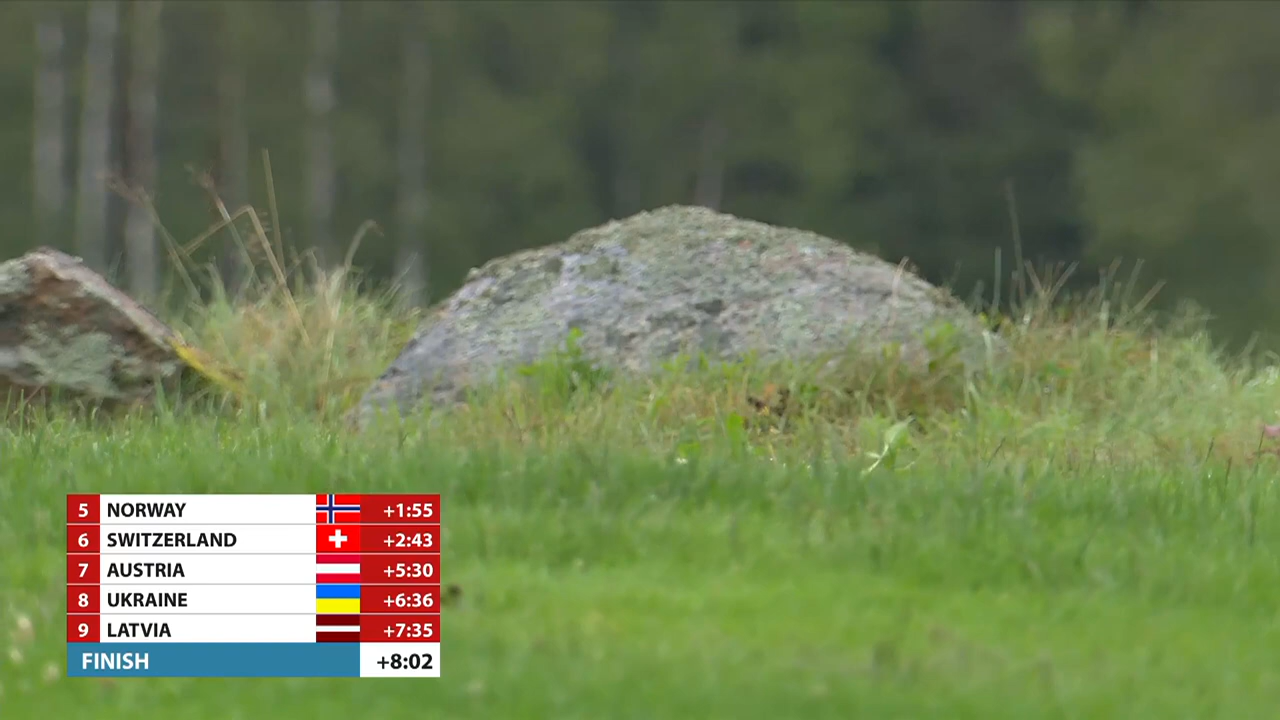 5 NORWAY +1:55
6 SWITZERLAND +2:43
7 AUSTRIA +5:30
8 UKRAINE +6:36
9 LATVIA +7:35
FINISH +8:02